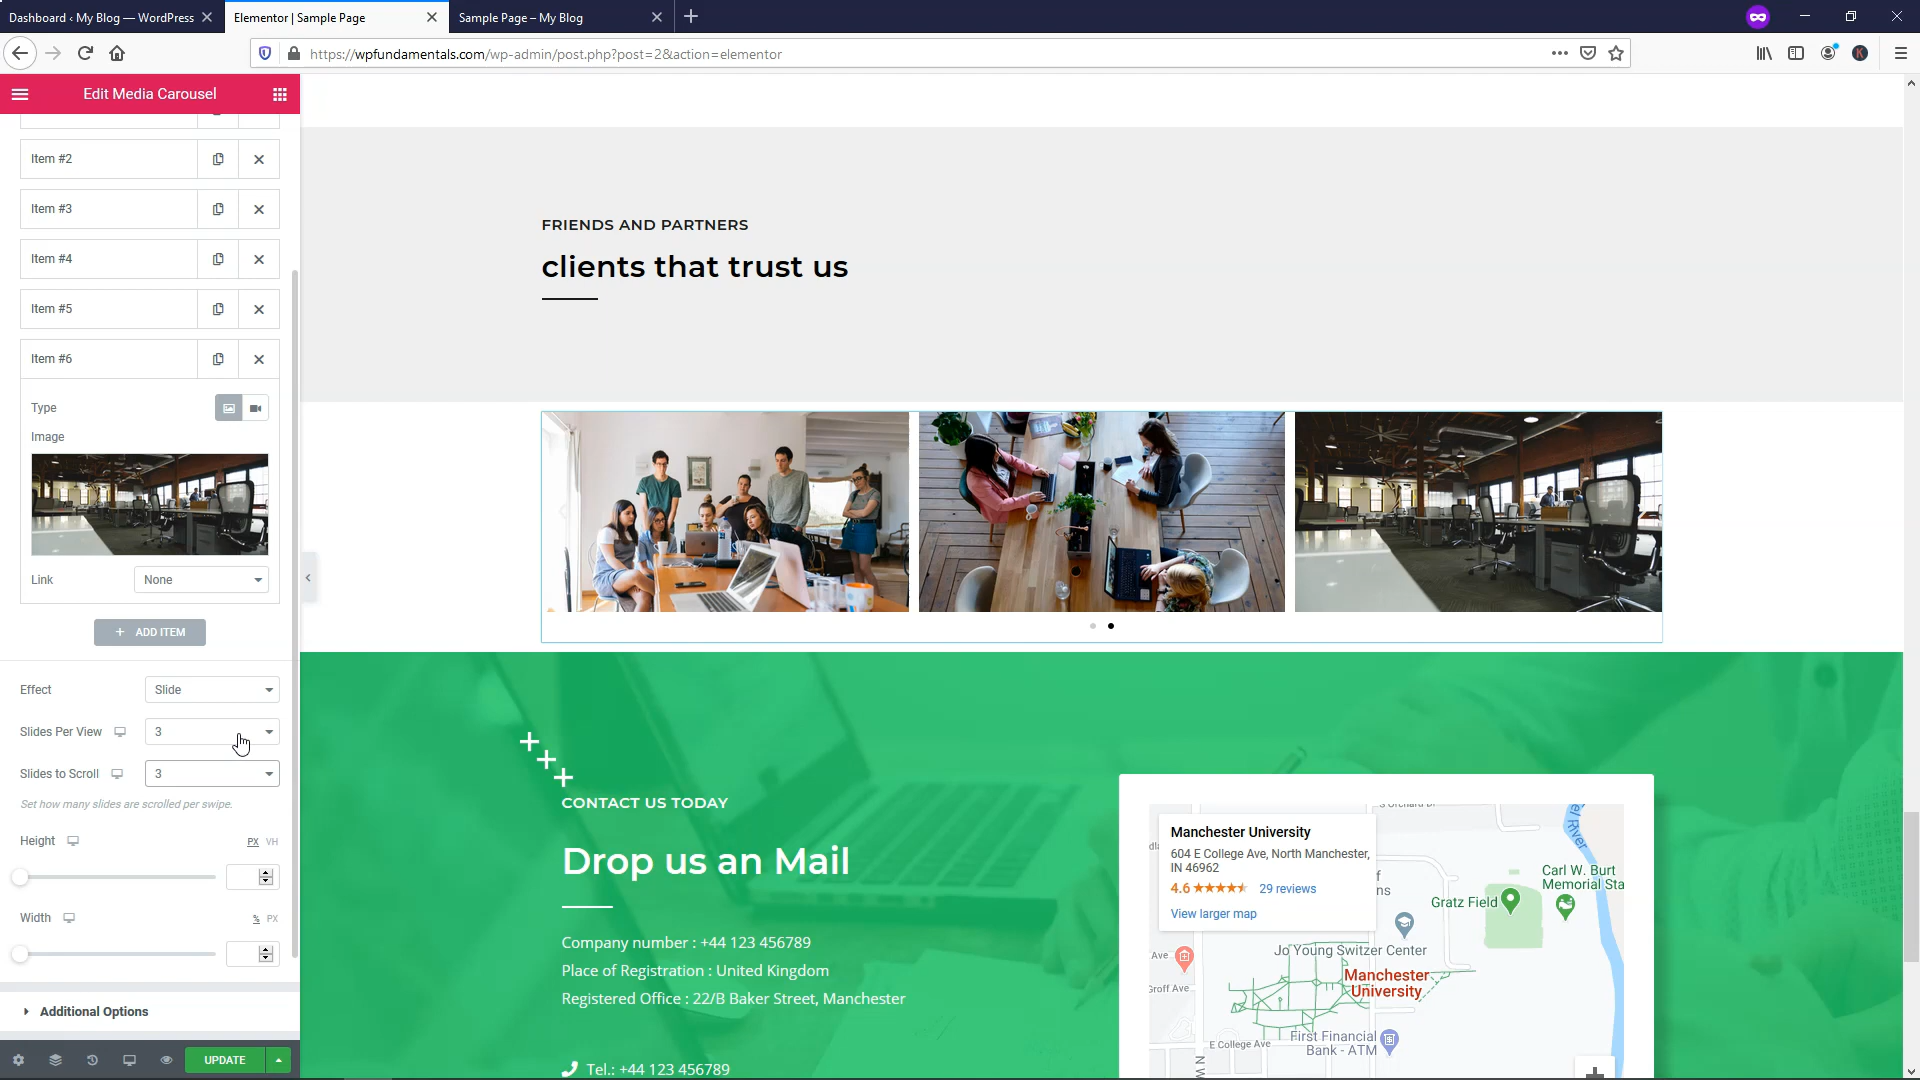 Dashboard ‹ My Blog — WordPress
Elementor | Sample Page
Sample Page – My Blog
https://wpfundamentals.com/wp-admin/post.php?post=2&action=elementor
Edit Media Carousel
Item #2
Item #3
Item #4
Item #5
Item #6
Type
Image
Link
None
+ ADD ITEM
Effect
Slide
Slides Per View
3
Slides to Scroll
3
Set how many slides are scrolled per swipe.
Height
PX VH
Width
% PX
Additional Options
UPDATE
FRIENDS AND PARTNERS
clients that trust us
CONTACT US TODAY
Drop us an Mail
Company number : +44 123 456789
Place of Registration : United Kingdom
Registered Office : 22/B Baker Street, Manchester
Tel.: +44 123 456789
S Orchard Dr
Manchester University
604 E College Ave, North Manchester,
IN 46962
4.6
29 reviews
View larger map
Carl W. Burt
Memorial Sta
Gratz Field
Jo Young Switzer Center
Manchester
University
Ave
Groff Ave
First Financial
Bank - ATM
E College Ave
N W